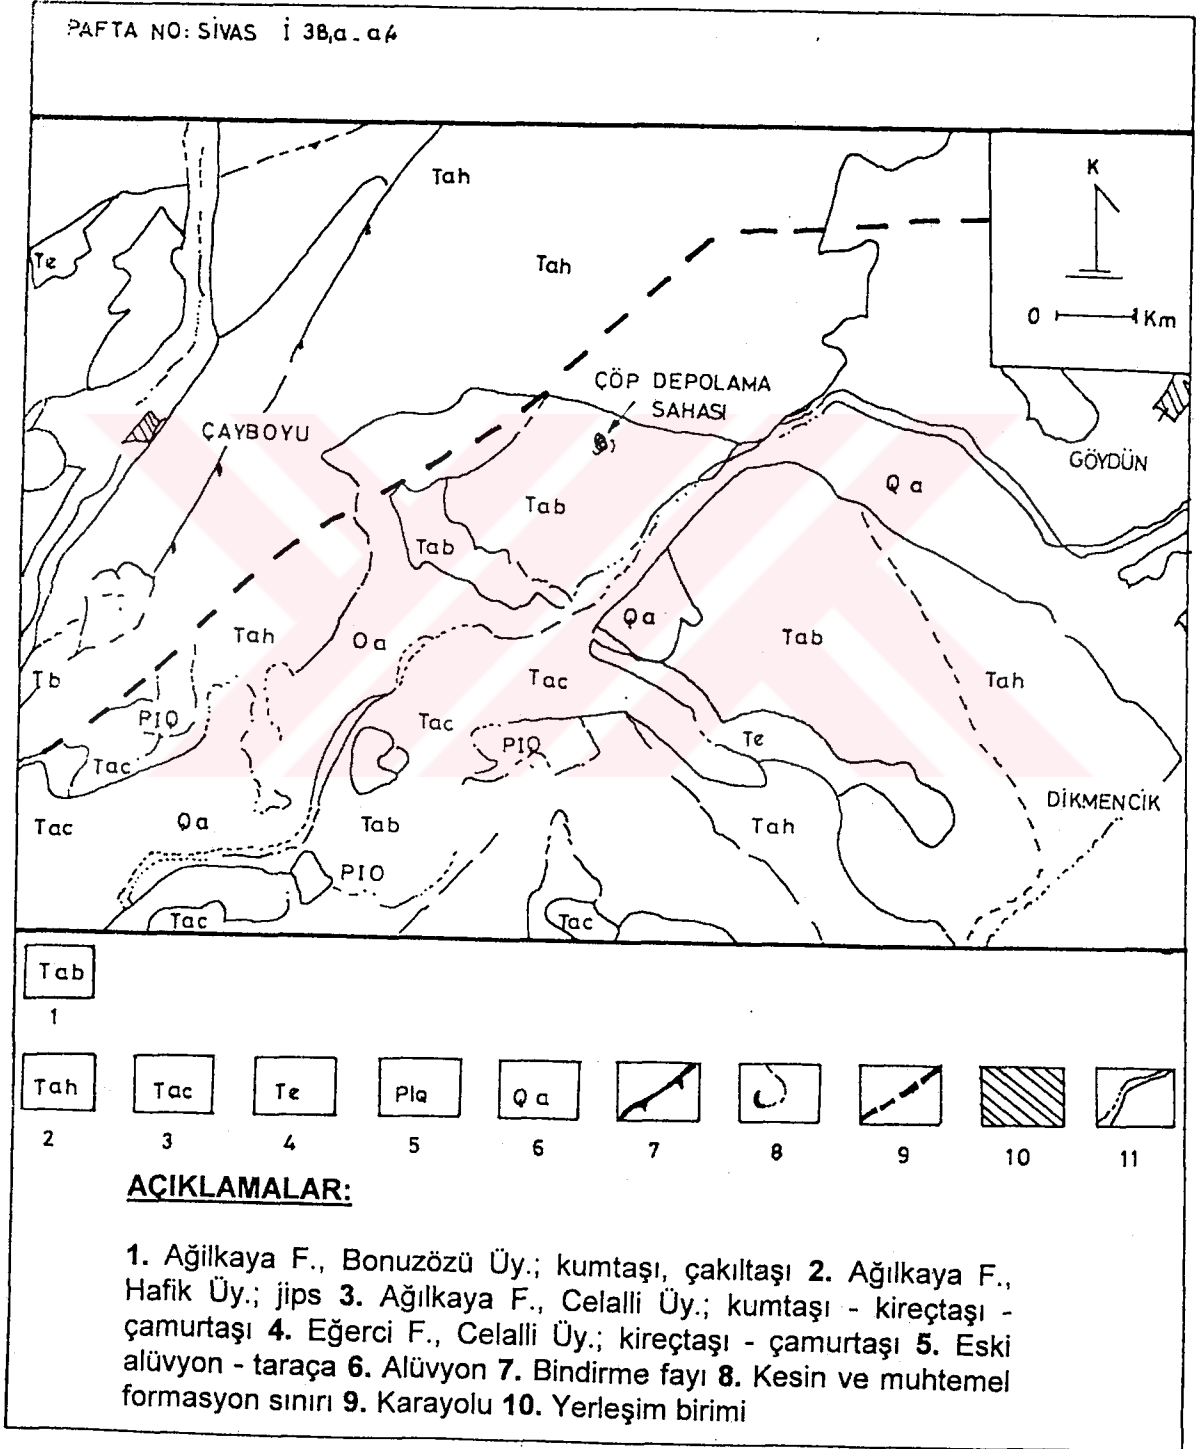 PAFTA NO: SİVAS İ 38,a-a4
Tah
K
Te
Tah
0 Km
ÇÖP DEPOLAMA
SAHASI
ÇAYBOYU
GÖYDÜN
Qa
Tab
Tab
Qa
Tah
Qa
Tab
Tb
Tac
Tah
PlQ
Tac
PlQ
Te
Tac
DİKMENCİK
Tac
Qa
Tab
Tah
PlQ
Tac
Tac
Tab
1
Tah Tac Te PlQ Qa
2 3 4 5 6 7 8 9 10 11
AÇIKLAMALAR:
1. Ağilkaya F., Bonuzözü Üy.; kumtaşı, çakıltaşı 2. Ağılkaya F.,
Hafik Üy.; jips 3. Ağılkaya F., Celalli Üy.; kumtaşı - kireçtaşı -
çamurtaşı 4. Eğerci F., Celalli Üy.; kireçtaşı - çamurtaşı 5. Eski
alüvyon - taraça 6. Alüvyon 7. Bindirme fayı 8. Kesin ve muhtemel
formasyon sınırı 9. Karayolu 10. Yerleşim birimi